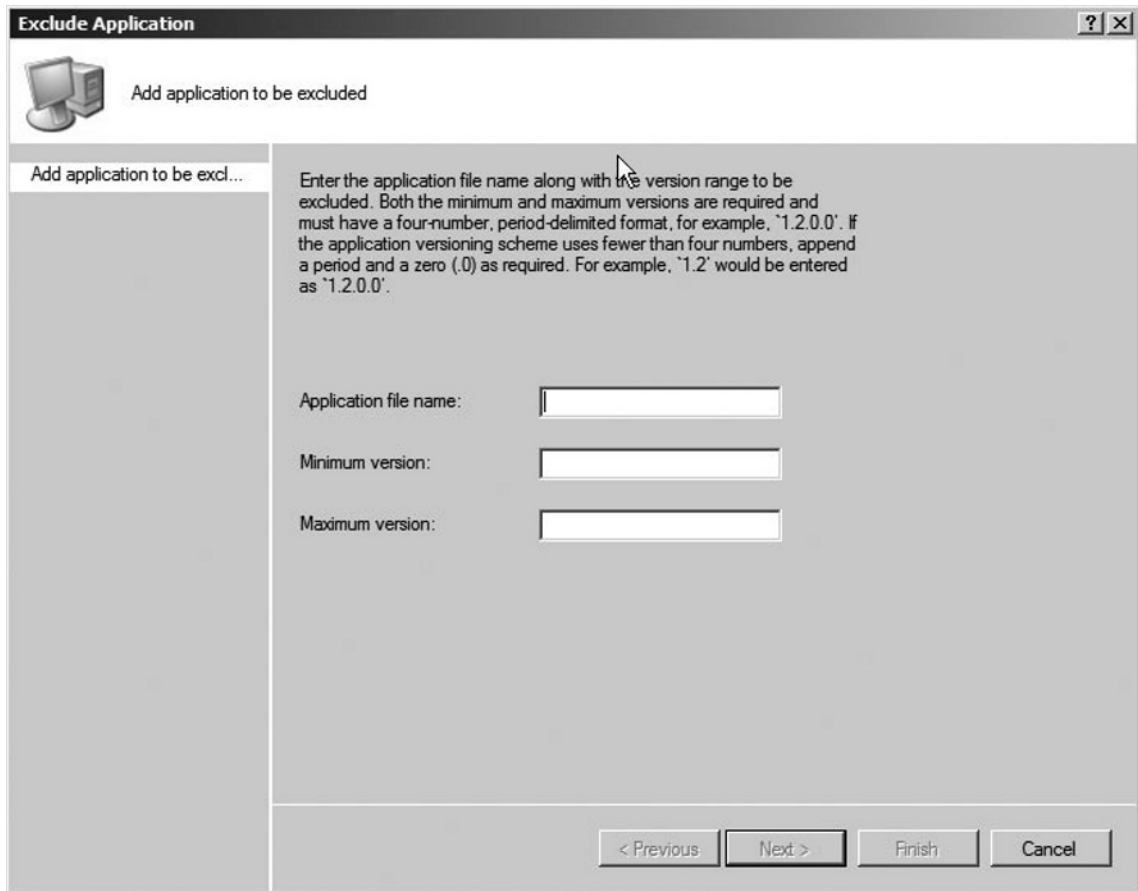 Exclude Application
Add application to be excluded
Add application to be excl...
Enter the application file name along with the version range to be
excluded. Both the minimum and maximum versions are required and
must have a four-number, period-delimited format, for example, `1.2.0.0'. If
the application versioning scheme uses fewer than four numbers, append
a period and a zero (.0) as required. For example, `1.2' would be entered
as `1.2.0.0'.
Application file name:
Minimum version:
Maximum version:
< Previous
Next >
Finish
Cancel